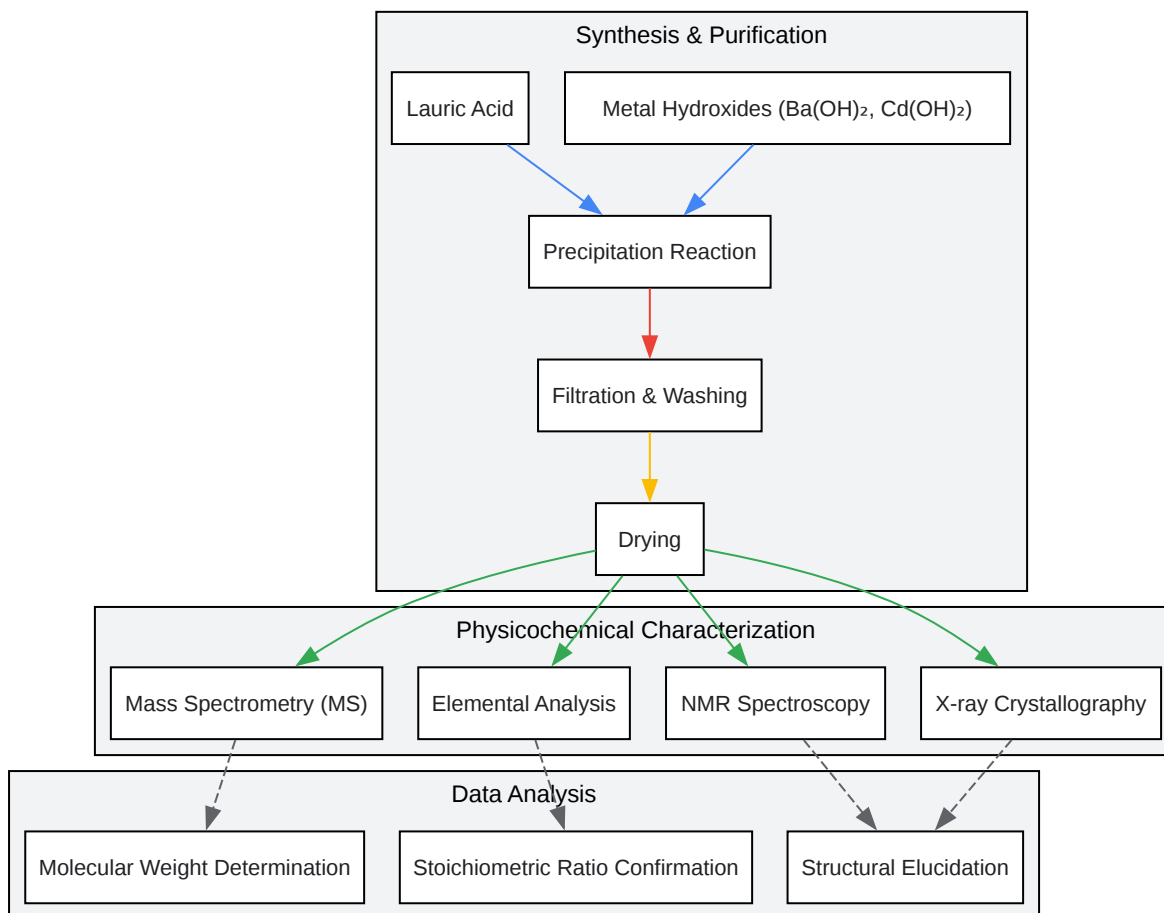 Synthesis & Purification
Lauric Acid
Metal Hydroxides (Ba(OH)₂, Cd(OH)₂)
Precipitation Reaction
Filtration & Washing
Drying
Physicochemical Characterization
Mass Spectrometry (MS)
Elemental Analysis
NMR Spectroscopy
X-ray Crystallography
Data Analysis
Molecular Weight Determination
Stoichiometric Ratio Confirmation
Structural Elucidation